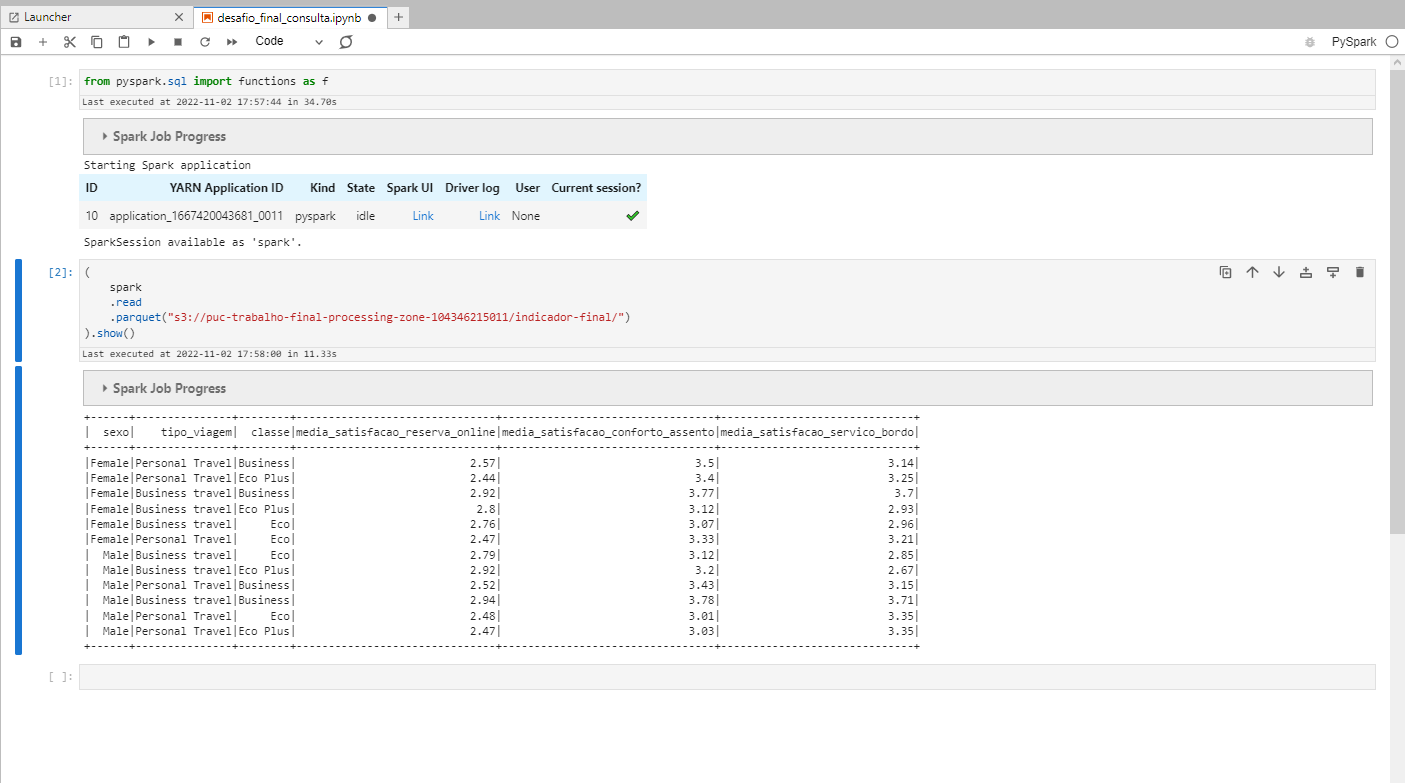 Launcher
desafio_final_consulta.ipynb
Code
PySpark
[1]: from pyspark.sql import functions as f
Last executed at 2022-11-02 17:57:44 in 34.70s
Spark Job Progress
Starting Spark application
ID YARN Application ID Kind State Spark UI Driver log User Current session?
10 application_1667420043681_0011 pyspark idle Link Link None ✔
SparkSession available as 'spark'.
[2]: (
    spark
    .read
    .parquet("s3://puc-trabalho-final-processing-zone-104346215011/indicador-final/")
).show()
Last executed at 2022-11-02 17:58:00 in 11.33s
Spark Job Progress
+------+---------------+--------+-------------------------------+---------------------------------+------------------------------+
|  sexo|    tipo_viagem|  classe|media_satisfacao_reserva_online|media_satisfacao_conforto_assento|media_satisfacao_servico_bordo|
+------+---------------+--------+-------------------------------+---------------------------------+------------------------------+
|Female|Personal Travel|Business|                           2.57|                              3.5|                          3.14|
|Female|Personal Travel|Eco Plus|                           2.44|                              3.4|                          3.25|
|Female|Business travel|Business|                           2.92|                             3.77|                           3.7|
|Female|Business travel|Eco Plus|                            2.8|                             3.12|                          2.93|
|Female|Business travel|     Eco|                           2.76|                             3.07|                          2.96|
|Female|Personal Travel|     Eco|                           2.47|                             3.33|                          3.21|
|  Male|Business travel|     Eco|                           2.79|                             3.12|                          2.85|
|  Male|Business travel|Eco Plus|                           2.92|                              3.2|                          2.67|
|  Male|Personal Travel|Business|                           2.52|                             3.43|                          3.15|
|  Male|Business travel|Business|                           2.94|                             3.78|                          3.71|
|  Male|Personal Travel|     Eco|                           2.48|                             3.01|                          3.35|
|  Male|Personal Travel|Eco Plus|                           2.47|                             3.03|                          3.35|
+------+---------------+--------+-------------------------------+---------------------------------+------------------------------+
[ ]: